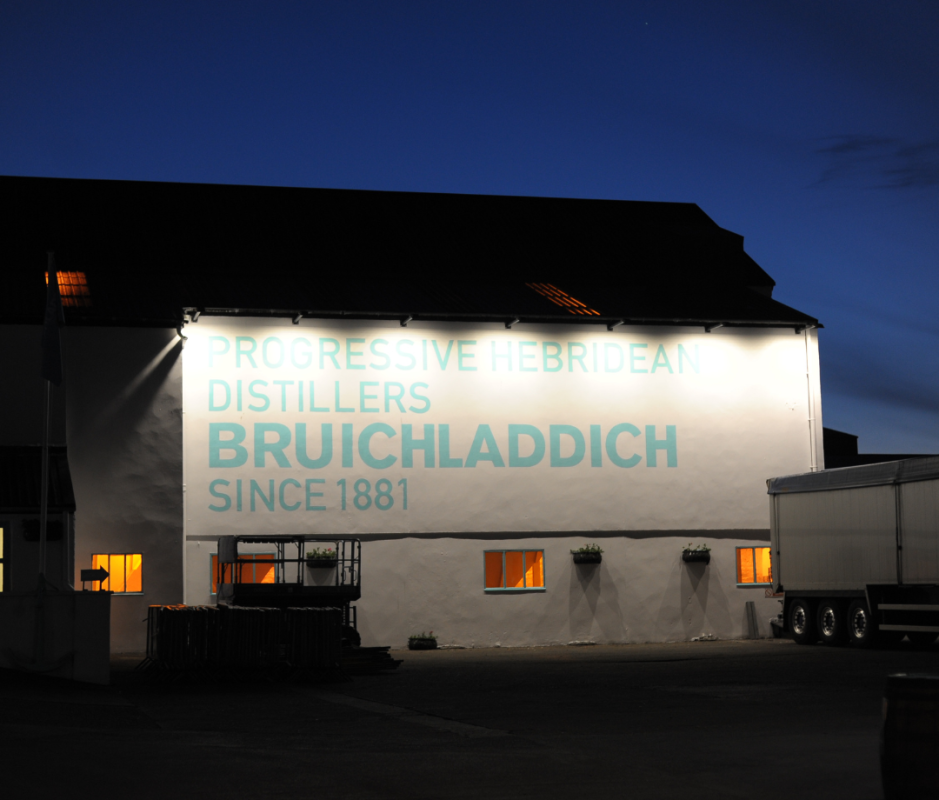 PROGRESSIVE HEBRIDEAN
DISTILLERS
BRUICHLADDICH
SINCE 1881